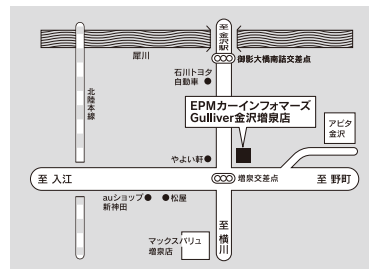 至金沢駅
犀川
御影大橋南詰交差点
石川トヨタ
自動車
北陸本線
EPMカーインフォマーズ
Gulliver金沢増泉店
アピタ
金沢
やよい軒
至 入江
増泉交差点
至 野町
auショップ
新神田
松屋
至 横川
マックスバリュ
増泉店